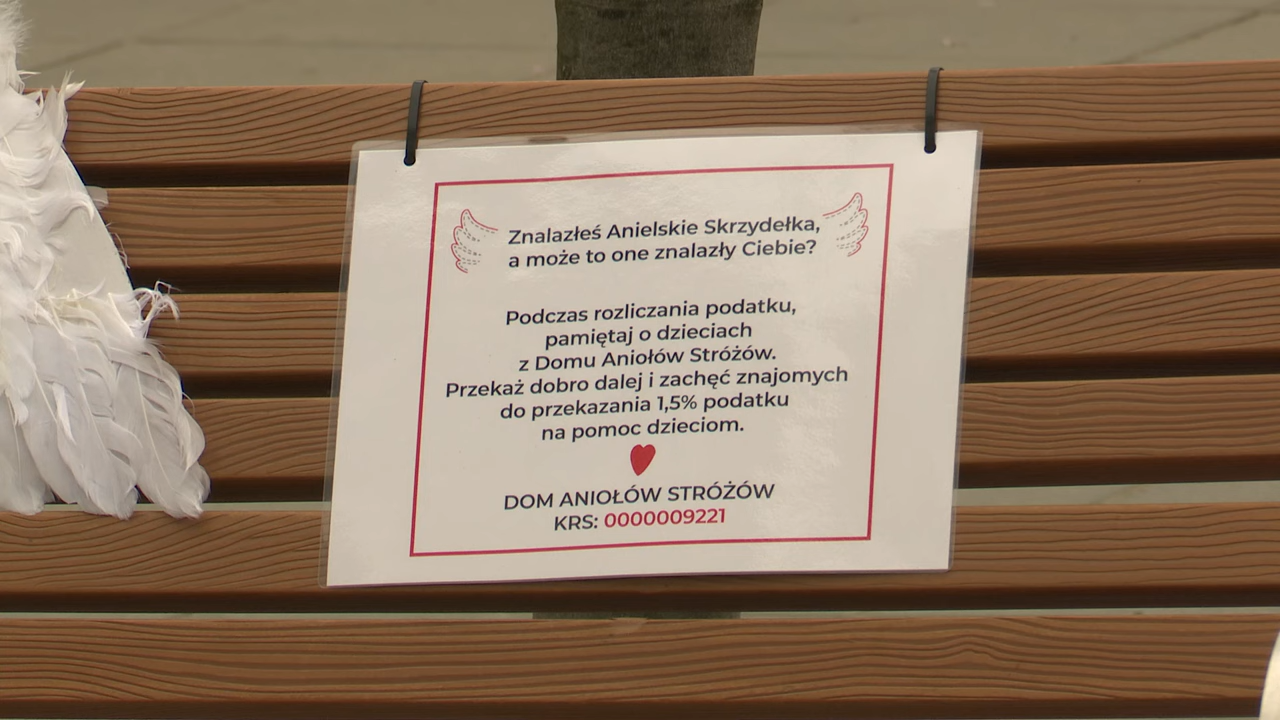 Znalazłeś Anielskie Skrzydełka,
a może to one znalazły Ciebie?
Podczas rozliczania podatku,
pamiętaj o dzieciach
z Domu Aniołów Stróżów.
Przekaż dobro dalej i zachęć znajomych
do przekazania 1,5% podatku
na pomoc dzieciom.
DOM ANIOŁÓW STRÓŻÓW
KRS: 0000009221